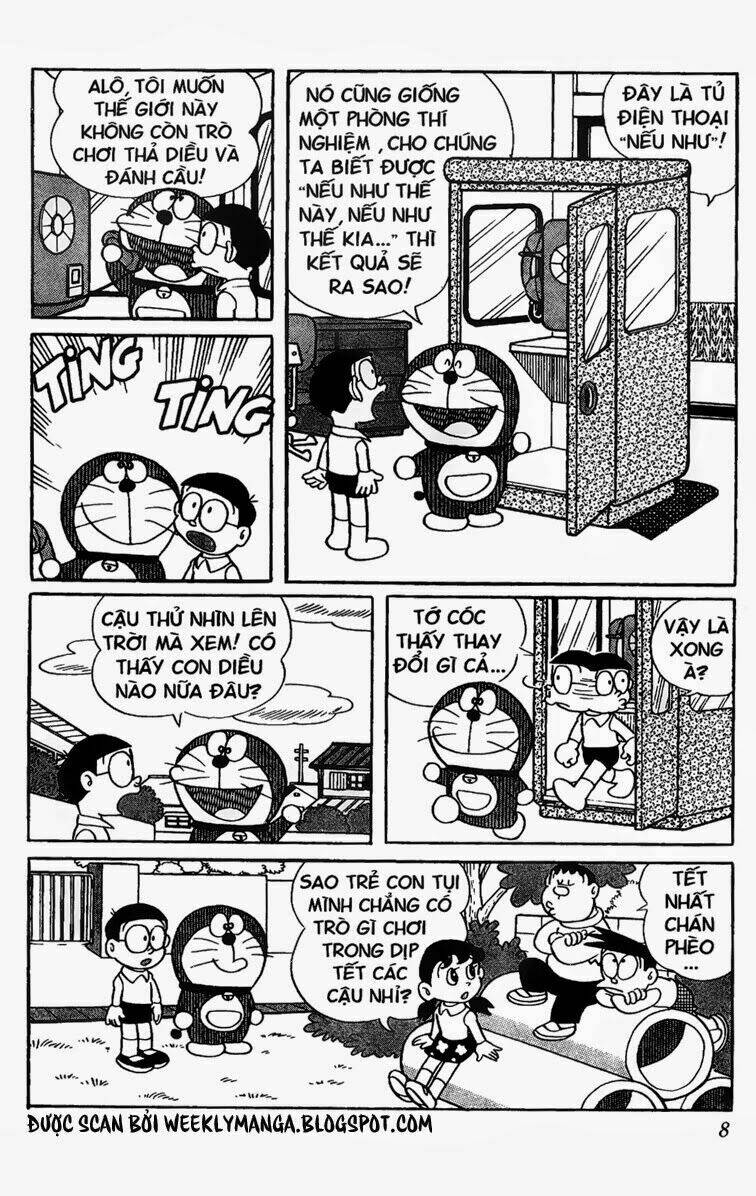 ĐÂY LÀ TỦ
ĐIỆN THOẠI
“NẾU NHƯ”!
NÓ CŨNG GIỐNG
MỘT PHÒNG THÍ
NGHIỆM , CHO CHÚNG
TA BIẾT ĐƯỢC
“NẾU NHƯ THẾ
NÀY, NẾU NHƯ
THẾ KIA...” THÌ
KẾT QUẢ SẼ
RA SAO!
ALÔ, TÔI MUỐN
THẾ GIỚI NÀY
KHÔNG CÒN TRÒ
CHƠI THẢ DIỀU VÀ
ĐÁNH CẦU!
TING
TING
VẬY LÀ
XONG
À?
TỚ CÓC
THẤY THAY
ĐỔI GÌ CẢ...
CẬU THỬ NHÌN LÊN
TRỜI MÀ XEM! CÓ
THẤY CON DIỀU
NÀO NỮA ĐÂU?
TẾT
NHẤT
CHÁN
PHÈO
...
SAO TRẺ CON TỤI
MÌNH CHẲNG CÓ
TRÒ GÌ CHƠI
TRONG DỊP
TẾT CÁC
CẬU NHỈ?
ĐƯỢC SCAN BỞI WEEKLYMANGA.BLOGSPOT.COM
8